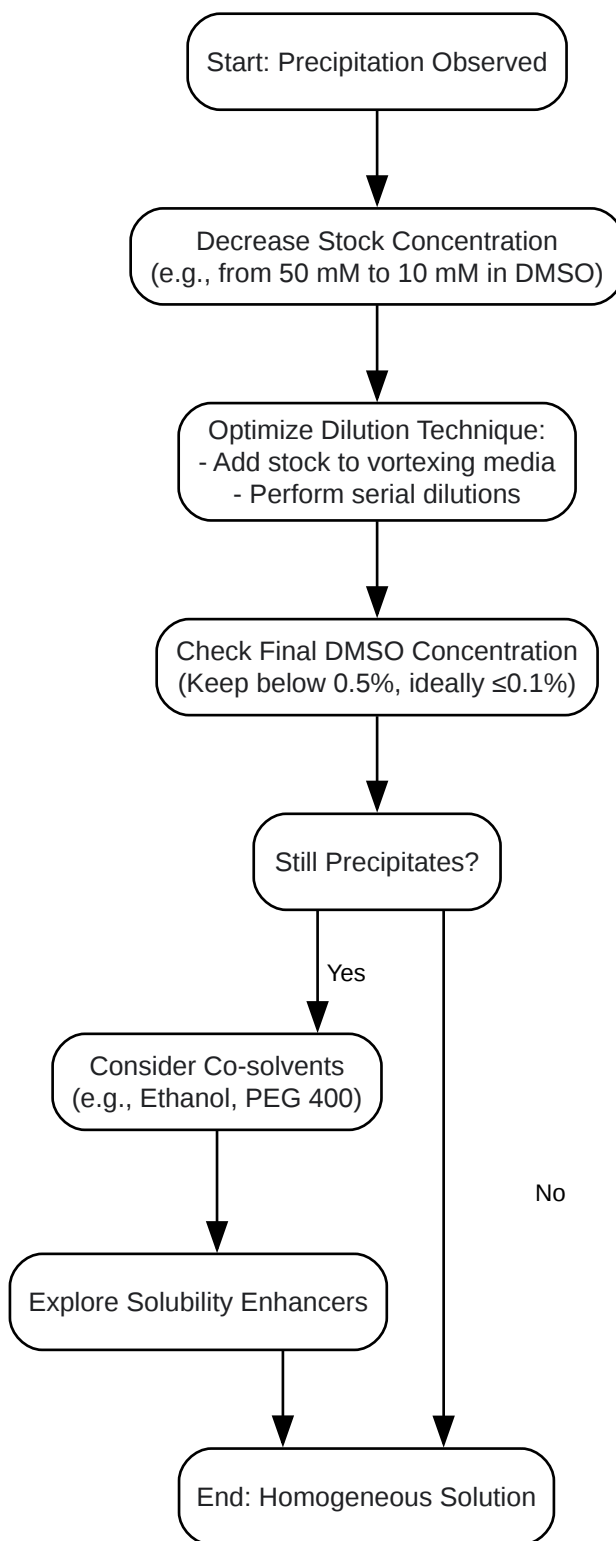 Start: Precipitation Observed
Decrease Stock Concentration
(e.g., from 50 mM to 10 mM in DMSO)
Optimize Dilution Technique:
- Add stock to vortexing media
- Perform serial dilutions
Check Final DMSO Concentration
(Keep below 0.5%, ideally ≤0.1%)
Still Precipitates?
Yes
Consider Co-solvents
(e.g., Ethanol, PEG 400)
No
Explore Solubility Enhancers
End: Homogeneous Solution